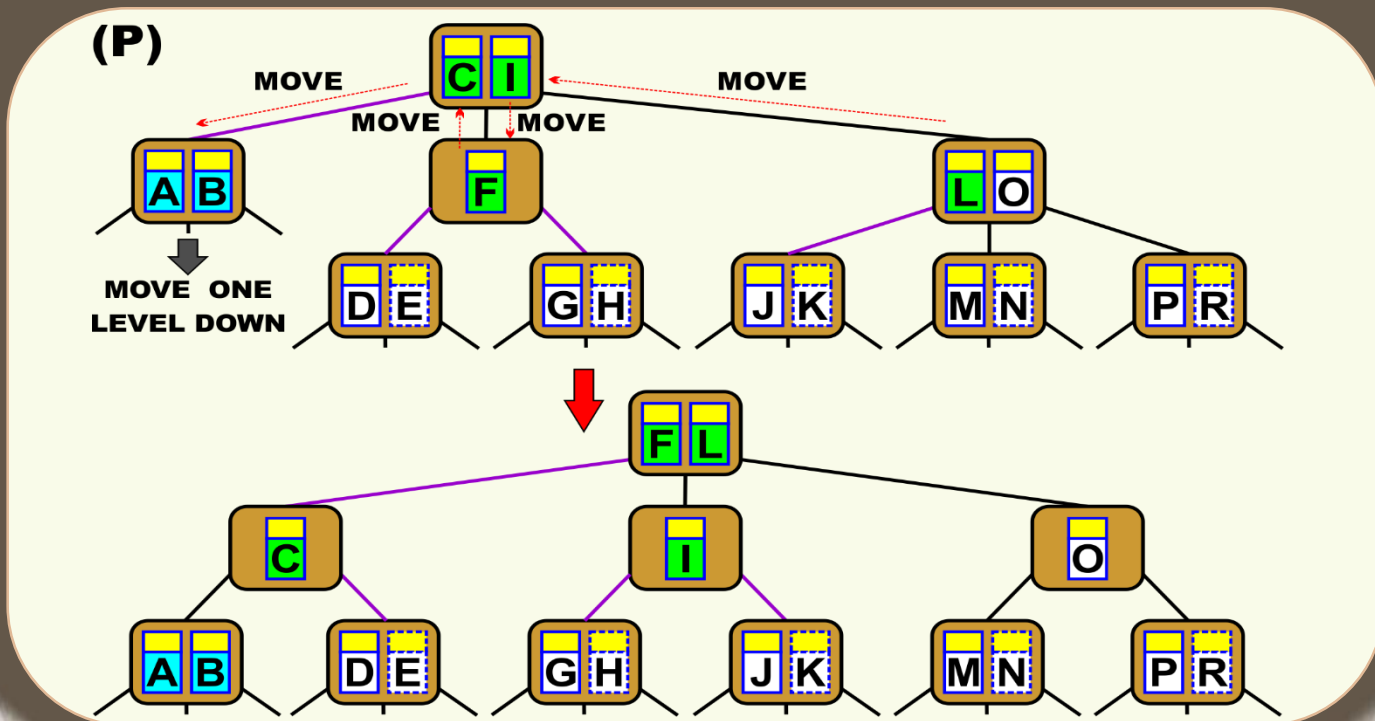 (P)
C I
MOVE
MOVE
MOVE
MOVE
A B
F
L O
MOVE ONE
LEVEL DOWN
D E
G H
J K
M N
P R
F L
C
I
O
A B
D E
G H
J K
M N
P R